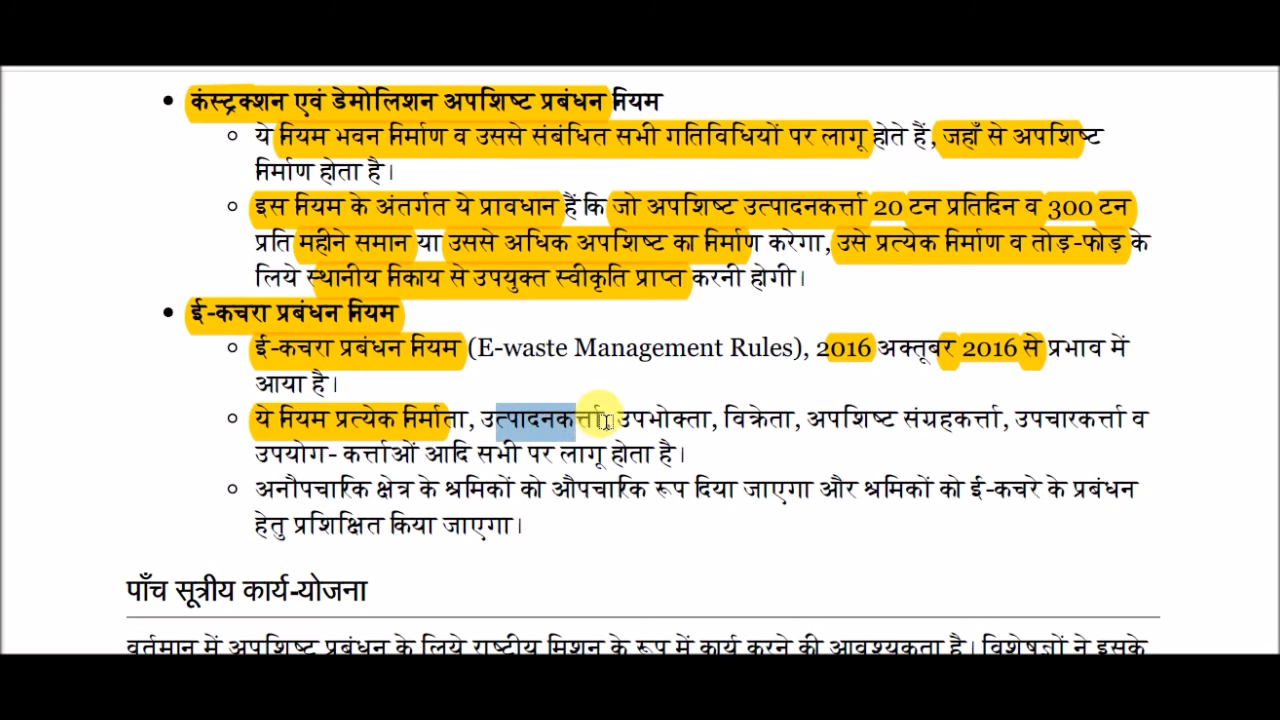 कंस्ट्रक्शन एवं डेमोलिशन अपशिष्ट प्रबंधन नियम
ये नियम भवन निर्माण व उससे संबंधित सभी गतिविधियों पर लागू होते हैं, जहाँ से अपशिष्ट
निर्माण होता है।
इस नियम के अंतर्गत ये प्रावधान हैं कि जो अपशिष्ट उत्पादनकर्त्ता 20 टन प्रतिदिन व 300 टन
प्रति महीने समान या उससे अधिक अपशिष्ट का निर्माण करेगा, उसे प्रत्येक निर्माण व तोड़-फोड़ के
लिये स्थानीय निकाय से उपयुक्त स्वीकृति प्राप्त करनी होगी।
ई-कचरा प्रबंधन नियम
ई-कचरा प्रबंधन नियम (E-waste Management Rules), 2016 अक्तूबर 2016 से प्रभाव में
आया है।
ये नियम प्रत्येक निर्माता, उत्पादनकर्त्ता, उपभोक्ता, विक्रेता, अपशिष्ट संग्रहकर्त्ता, उपचारकर्त्ता व
उपयोग- कर्त्ताओं आदि सभी पर लागू होता है।
अनौपचारिक क्षेत्र के श्रमिकों को औपचारिक रूप दिया जाएगा और श्रमिकों को ई-कचरे के प्रबंधन
हेतु प्रशिक्षित किया जाएगा।
पाँच सूत्रीय कार्य-योजना
वर्तमान में अपशिष्ट प्रबंधन के लिये राष्ट्रीय मिशन के रूप में कार्य करने की आवश्यकता है। विशेषज्ञों ने इसके